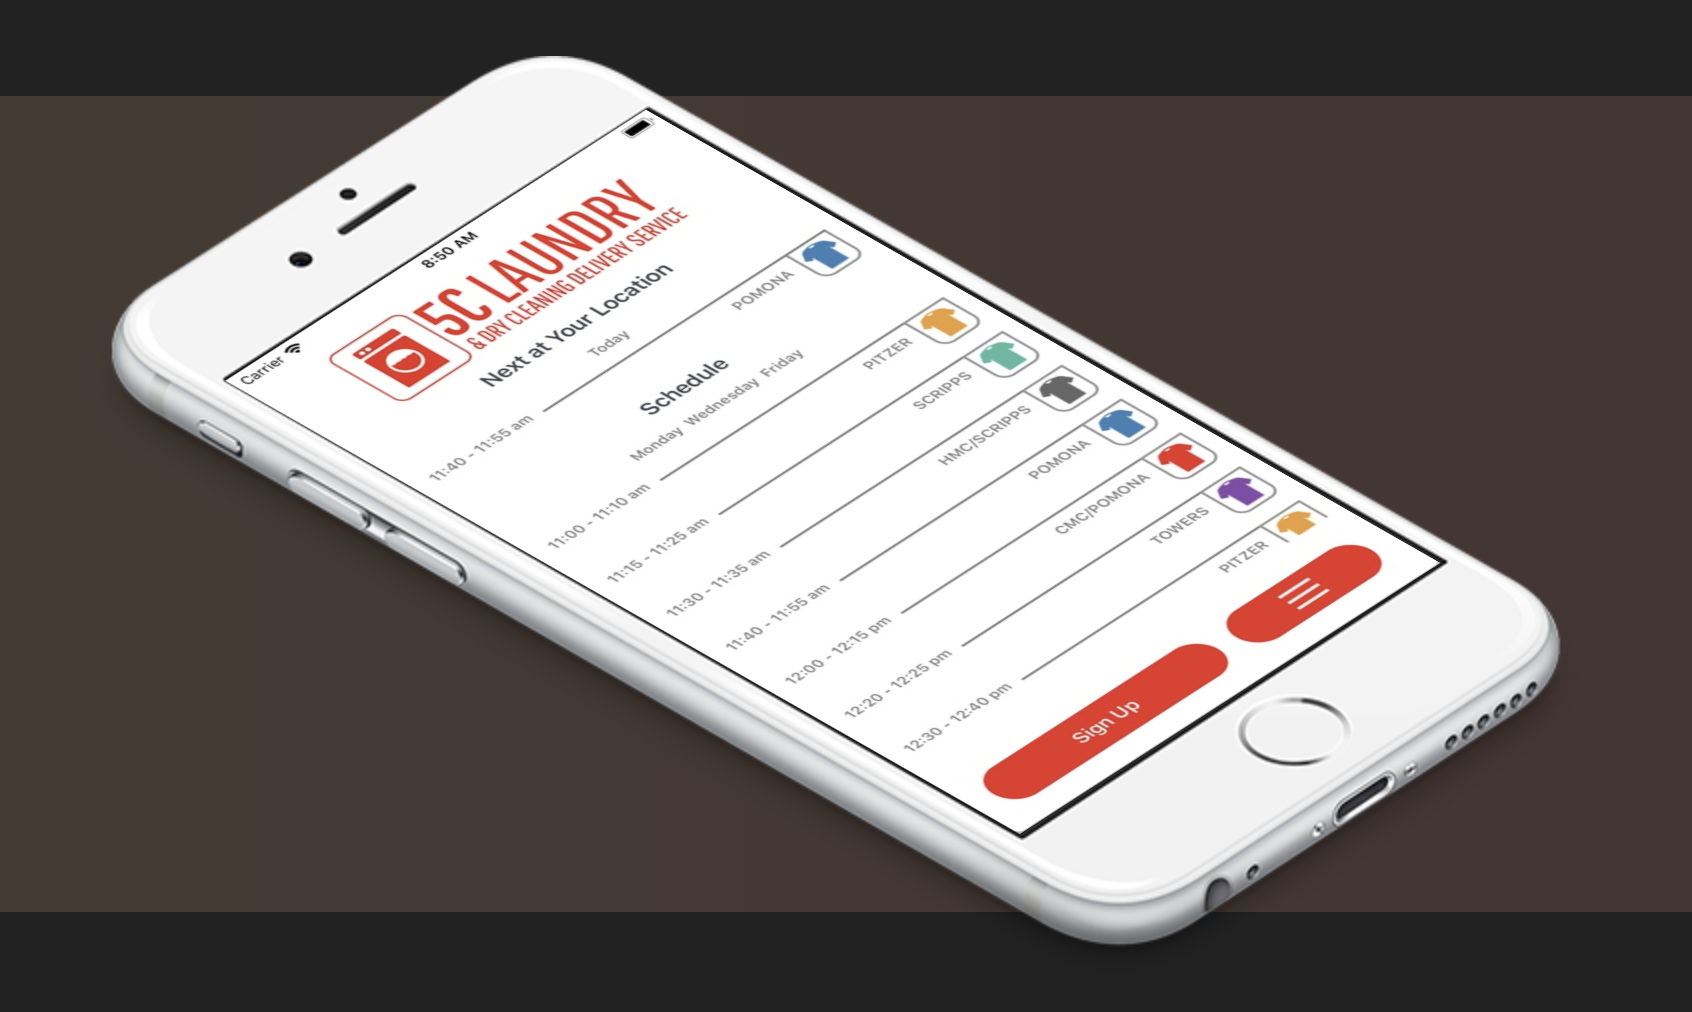 Carrier
8:50 AM
5C LAUNDRY
& DRY CLEANING DELIVERY SERVICE
Next at Your Location
Today
11:40 - 11:55 am POMONA
Schedule
Monday Wednesday Friday
11:00 - 11:10 am PITZER
11:15 - 11:25 am SCRIPPS
11:30 - 11:35 am HMC/SCRIPPS
11:40 - 11:55 am POMONA
12:00 - 12:15 pm CMC/POMONA
12:20 - 12:25 pm TOWERS
12:30 - 12:40 pm PITZER
Sign Up